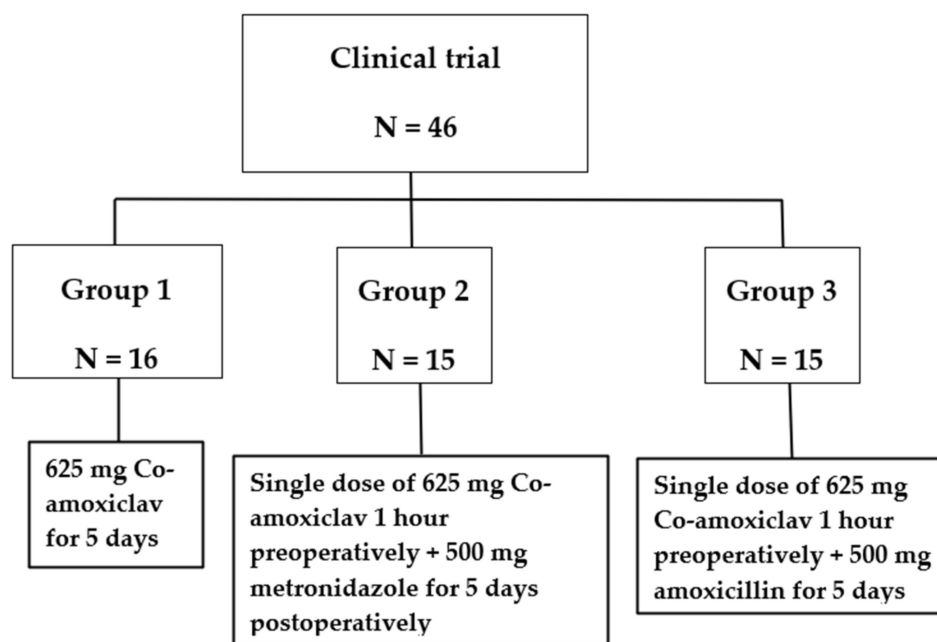 Clinical trial
N = 46
Group 1
N = 16
Group 2
N = 15
Group 3
N = 15
625 mg Co-
amoxiclav
for 5 days
Single dose of 625 mg Co-
amoxiclav 1 hour
preoperatively + 500 mg
metronidazole for 5 days
postoperatively
Single dose of 625 mg
Co-amoxiclav 1 hour
preoperatively + 500 mg
amoxicillin for 5 days